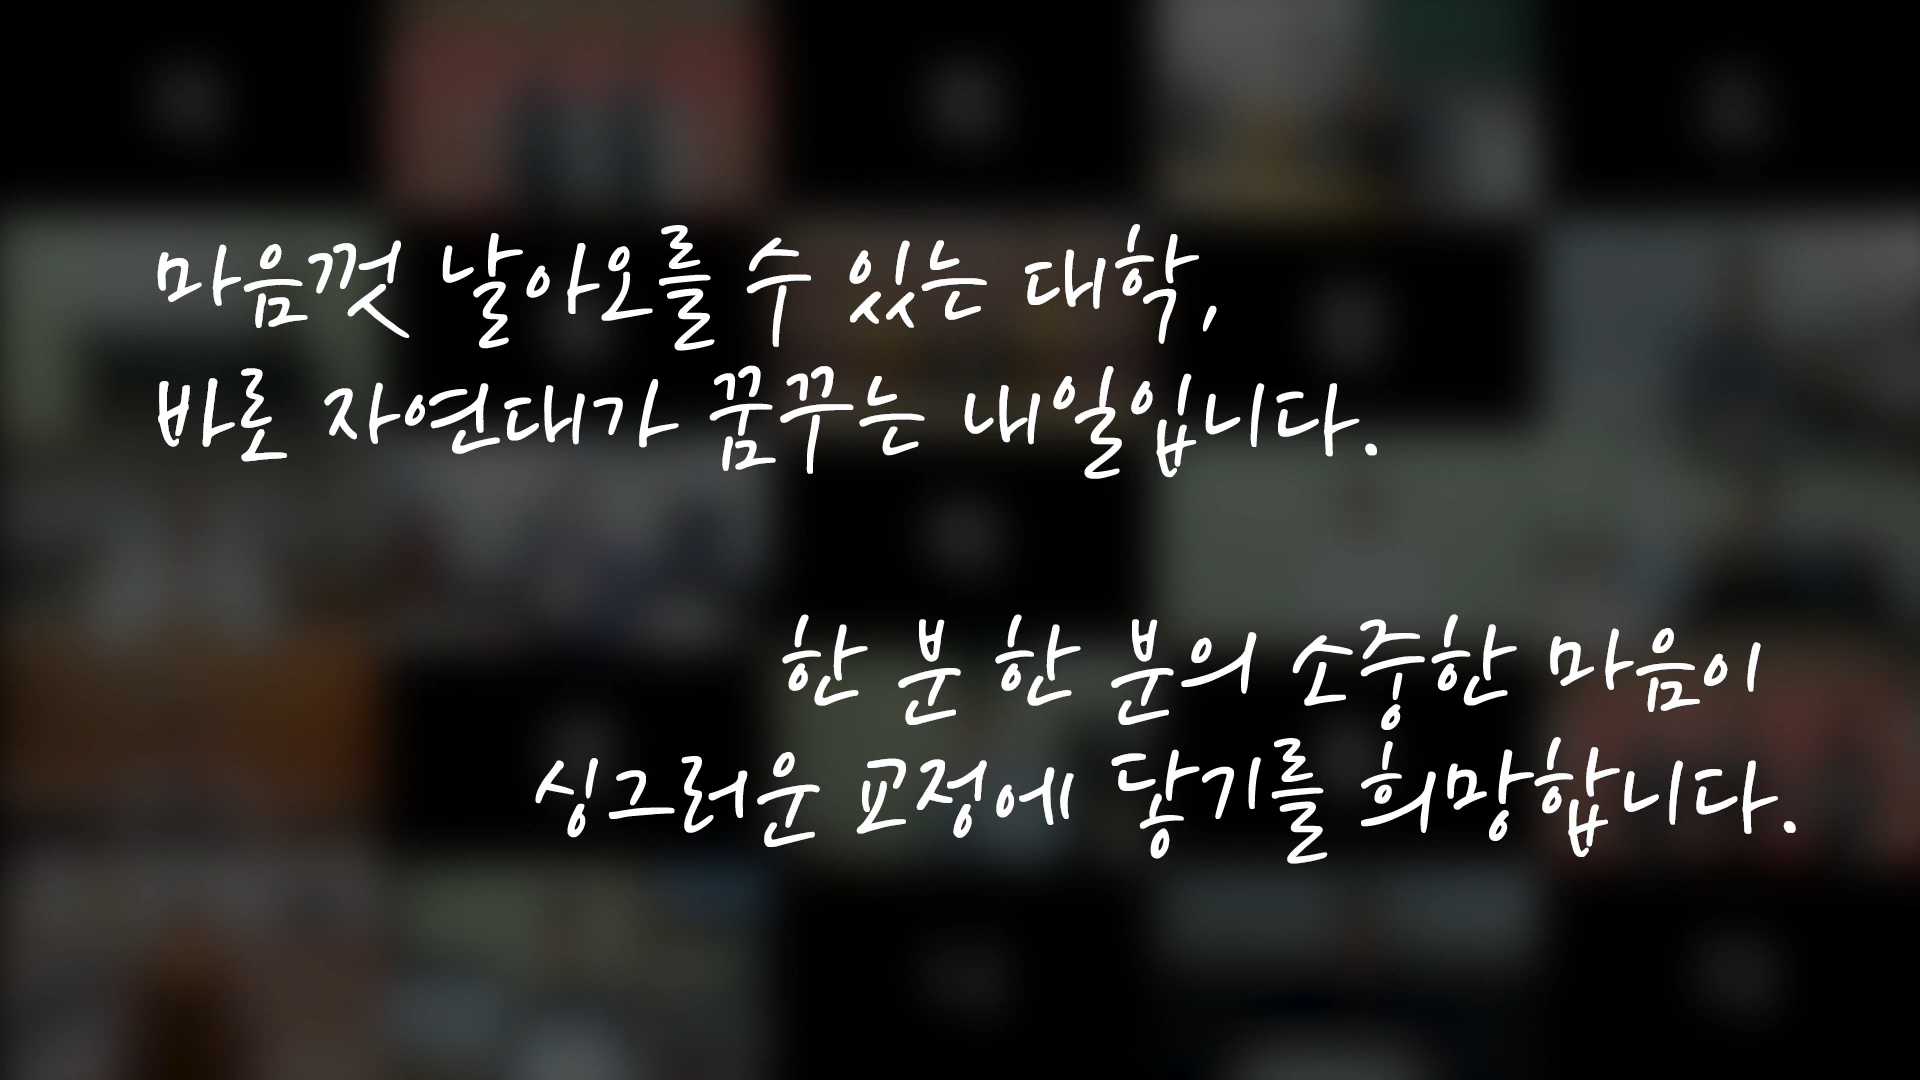 마음껏 날아오를 수 있는 대학,
바로 자연대가 꿈꾸는 내일입니다.
한 분 한 분의 소중한 마음이
싱그러운 교정에 닿기를 희망합니다.